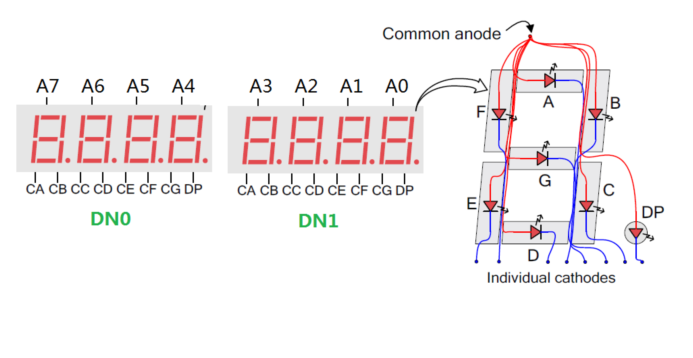 Common anode
A7 A6 A5 A4
A3 A2 A1 A0
A
F
B
G
E
C
DP
D
CA CB CC CD CE CF CG DP
CA CB CC CD CE CF CG DP
DN0
DN1
Individual cathodes